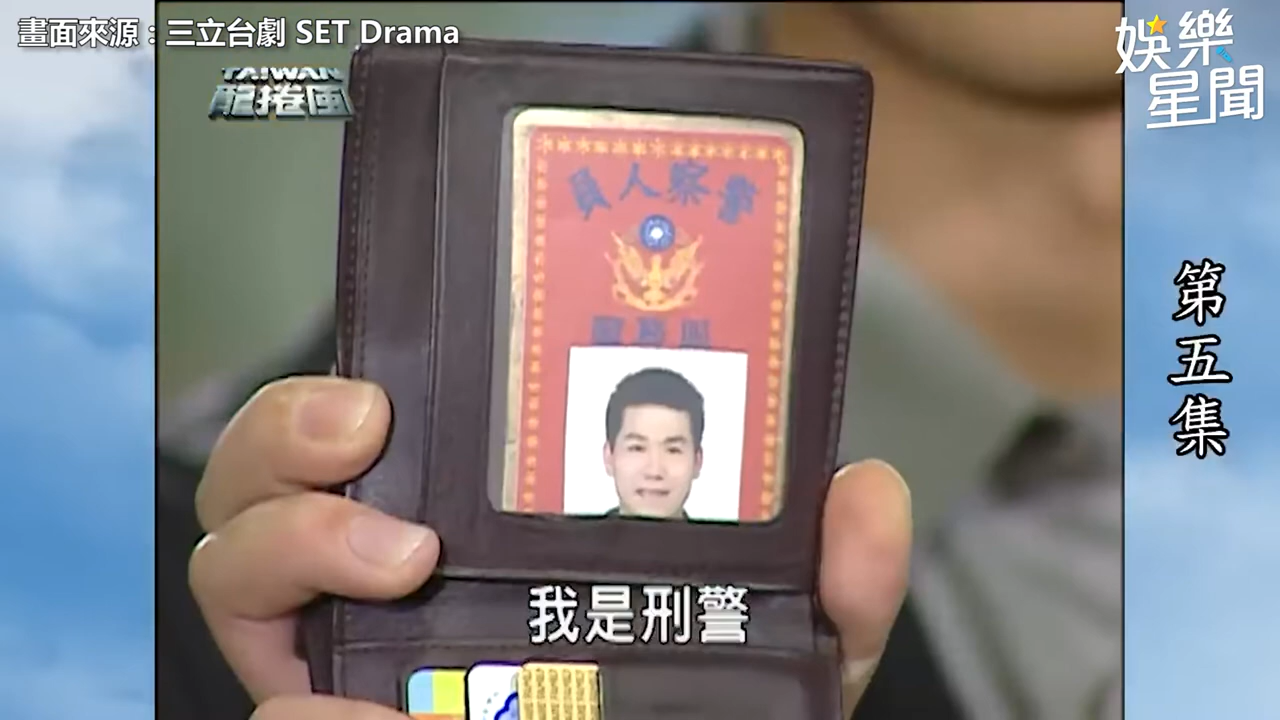 畫面來源：三立台劇 SET Drama
TAIWAN
龍捲風
娛樂
星聞
員人察警
第五集
我是刑警